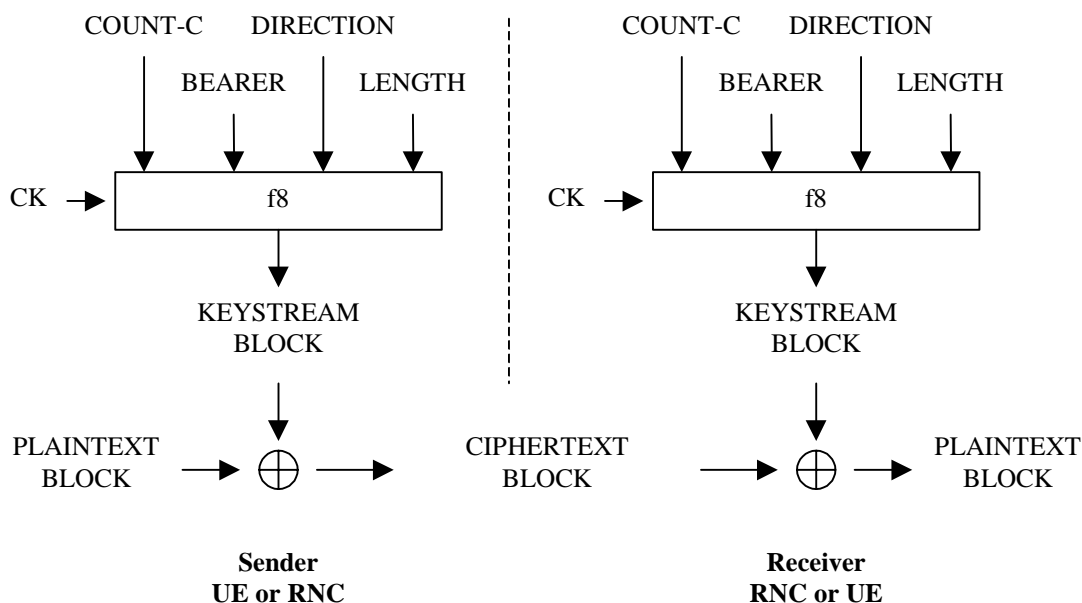 COUNT-C DIRECTION COUNT-C DIRECTION
BEARER LENGTH BEARER LENGTH
CK f8 CK f8
KEYSTREAM KEYSTREAM
BLOCK BLOCK
PLAINTEXT CIPHERTEXT PLAINTEXT
BLOCK BLOCK BLOCK
Sender Receiver
UE or RNC RNC or UE